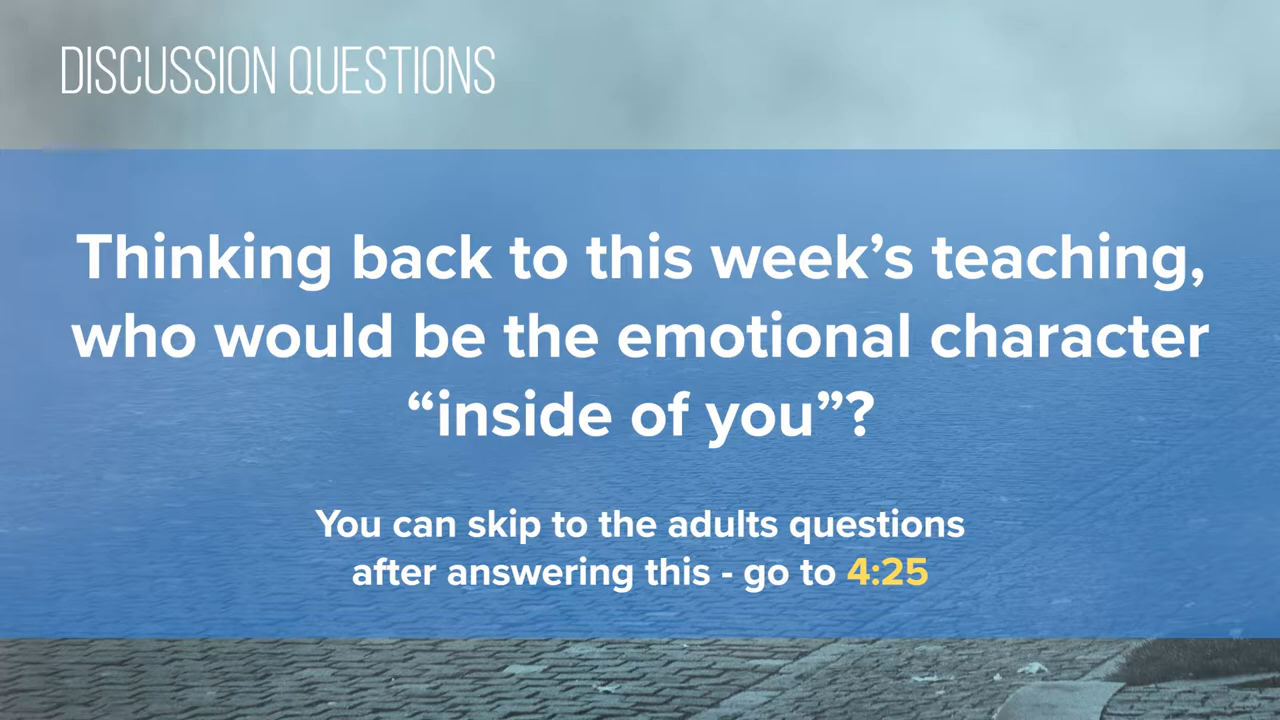 DISCUSSION QUESTIONS
Thinking back to this week’s teaching,
who would be the emotional character
“inside of you”?
You can skip to the adults questions
after answering this - go to 4:25